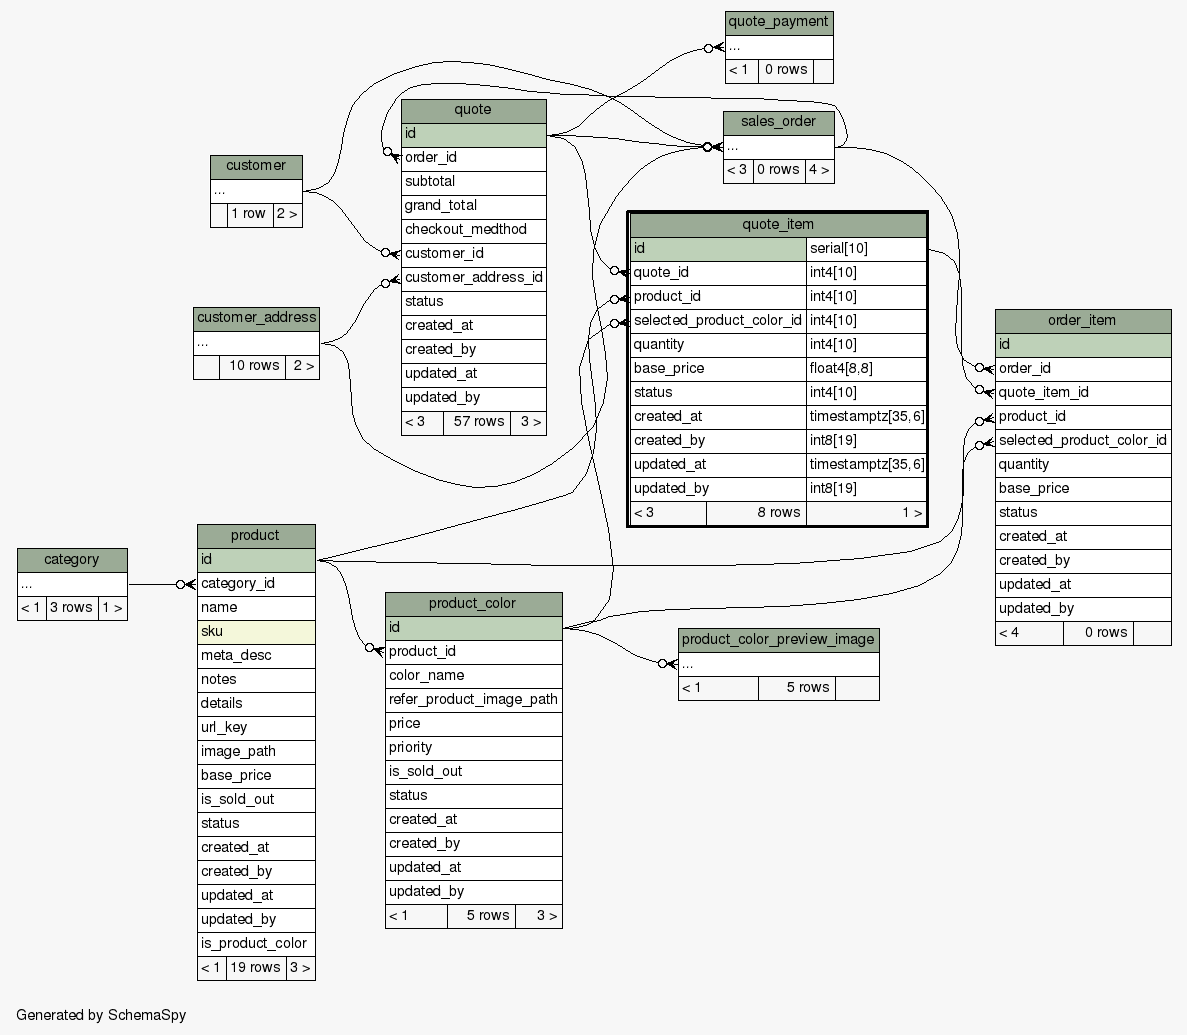 quote_payment
...
< 1 0 rows
quote
id
order_id
subtotal
grand_total
checkout_medthod
customer_id
customer_address_id
status
created_at
created_by
updated_at
updated_by
< 3 57 rows 3 >
sales_order
...
< 3 0 rows 4 >
customer
...
1 row 2 >
customer_address
...
10 rows 2 >
quote_item
id serial[10]
quote_id int4[10]
product_id int4[10]
selected_product_color_id int4[10]
quantity int4[10]
base_price float4[8,8]
status int4[10]
created_at timestamptz[35,6]
created_by int8[19]
updated_at timestamptz[35,6]
updated_by int8[19]
< 3 8 rows 1 >
order_item
id
order_id
quote_item_id
product_id
selected_product_color_id
quantity
base_price
status
created_at
created_by
updated_at
updated_by
< 4 0 rows
category
...
< 1 3 rows 1 >
product
id
category_id
name
sku
meta_desc
notes
details
url_key
image_path
base_price
is_sold_out
status
created_at
created_by
updated_at
updated_by
is_product_color
< 1 19 rows 3 >
product_color
id
product_id
color_name
refer_product_image_path
price
priority
is_sold_out
status
created_at
created_by
updated_at
updated_by
< 1 5 rows 3 >
product_color_preview_image
...
< 1 5 rows
Generated by SchemaSpy